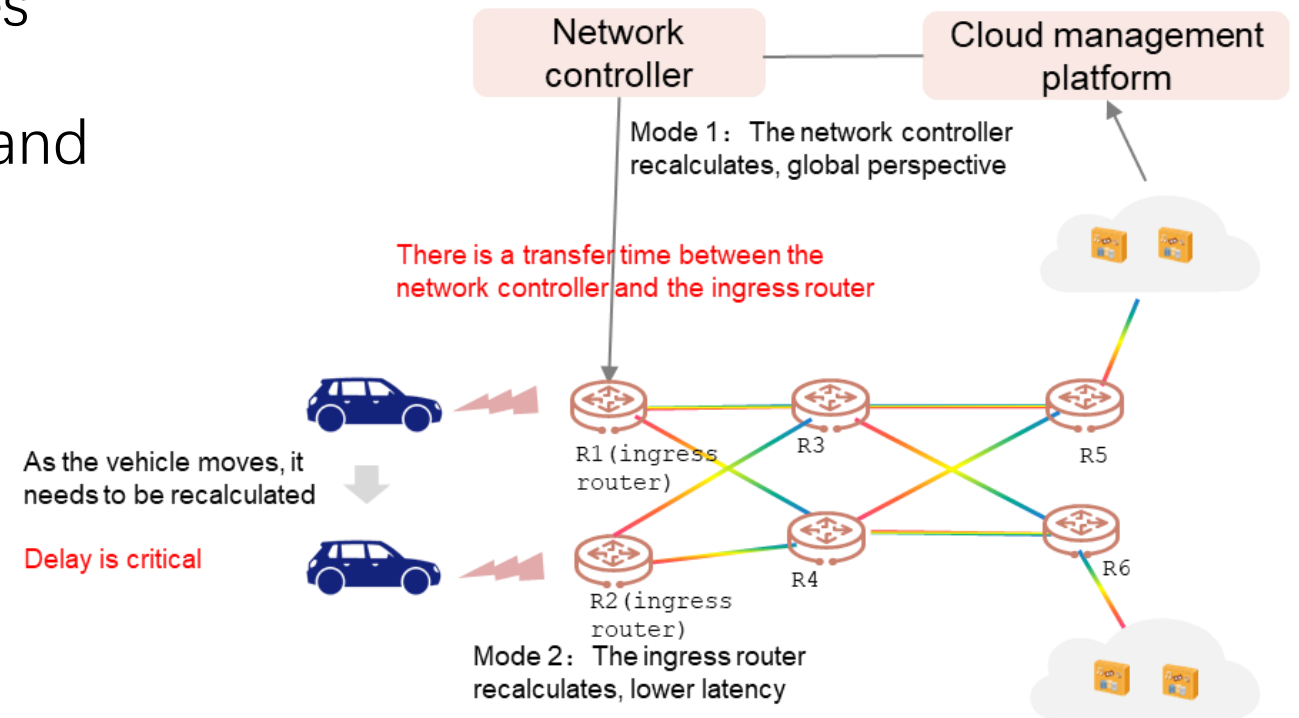 es
and
Network
controller
Cloud management
platform
Mode 1：The network controller
recalculates, global perspective
There is a transfer time between the
network controller and the ingress router
R1(ingress
router)
R3
R5
As the vehicle moves, it
needs to be recalculated
Delay is critical
R2(ingress
router)
R4
R6
Mode 2：The ingress router
recalculates, lower latency